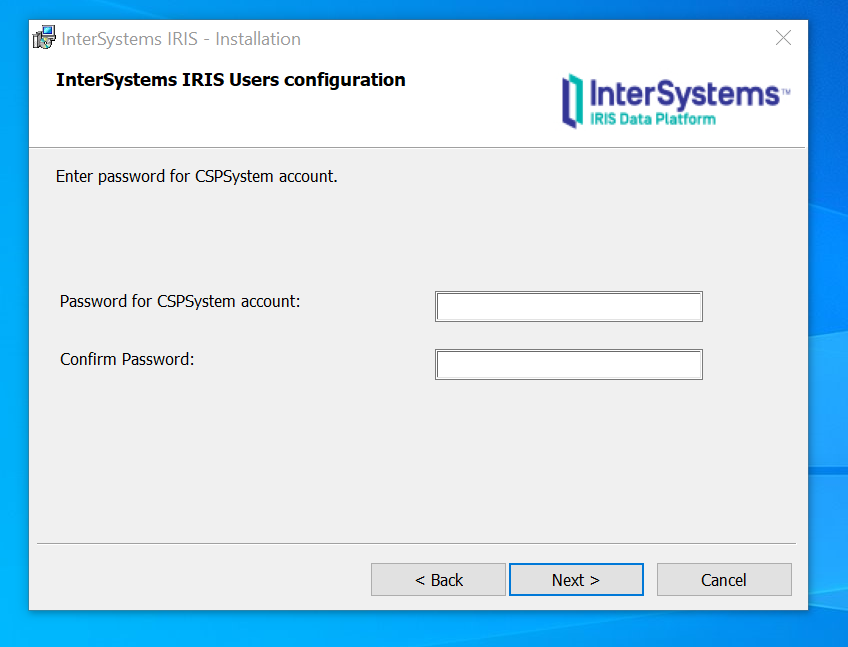 InterSystems IRIS - Installation
InterSystems IRIS Users configuration
InterSystems™
IRIS Data Platform
Enter password for CSPSystem account.
Password for CSPSystem account:
Confirm Password:
< Back
Next >
Cancel